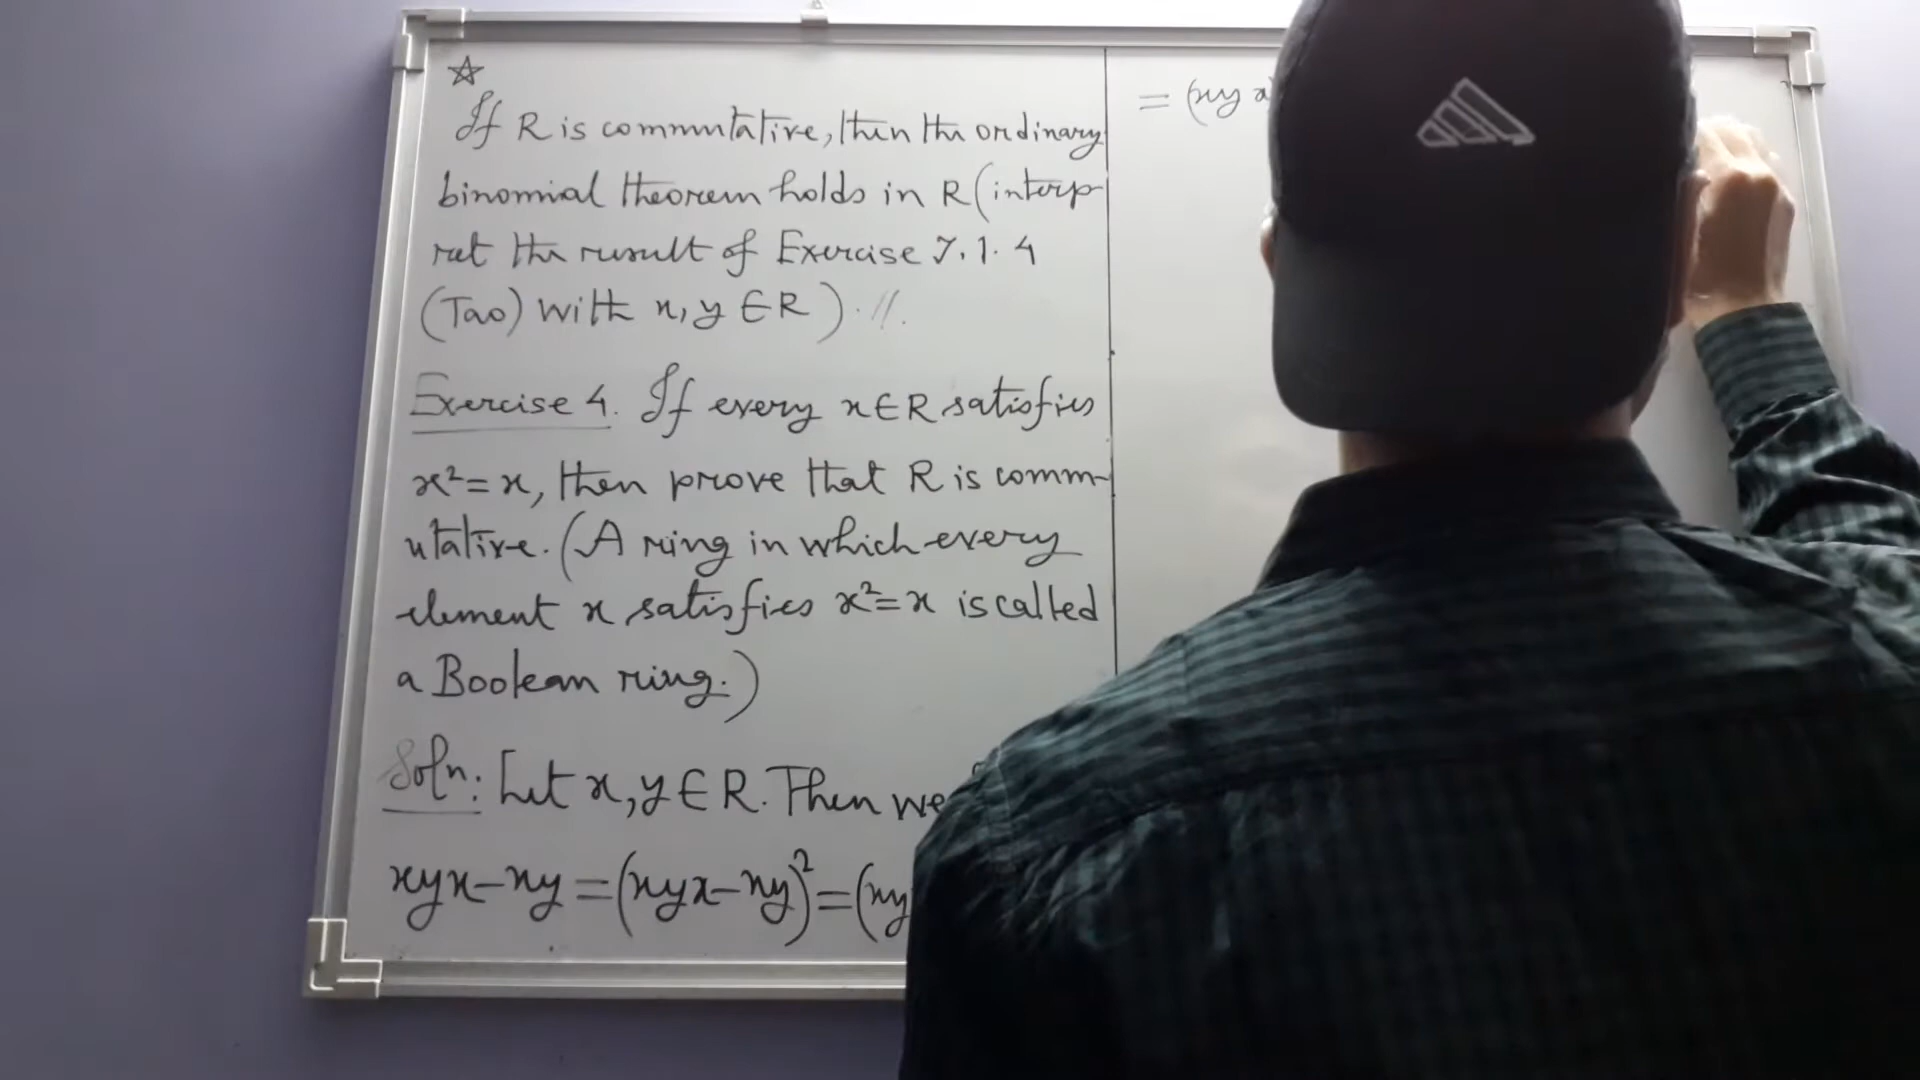 If R is commutative, then the ordinary
binomial theorem holds in R (interp
ret the result of Exercise 7.1.4
(Tao) with x, y ∈ R). //.
Exercise 4. If every x ∈ R satisfies
x² = x, then prove that R is comm-
utative. (A ring in which every
element x satisfies x² = x is called
a Boolean ring.)
Soln: Let x, y ∈ R. Then we
xyx - xy = (xyx - xy)² = (xy
= (xyx